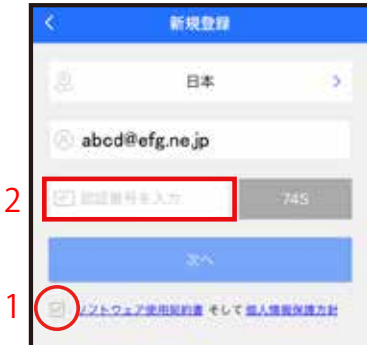 新規登録
日本
abcd@efg.ne.jp
2 認証番号を入力 74S
次へ
1 ソフトウェア使用契約書 そして 個人情報保護方針